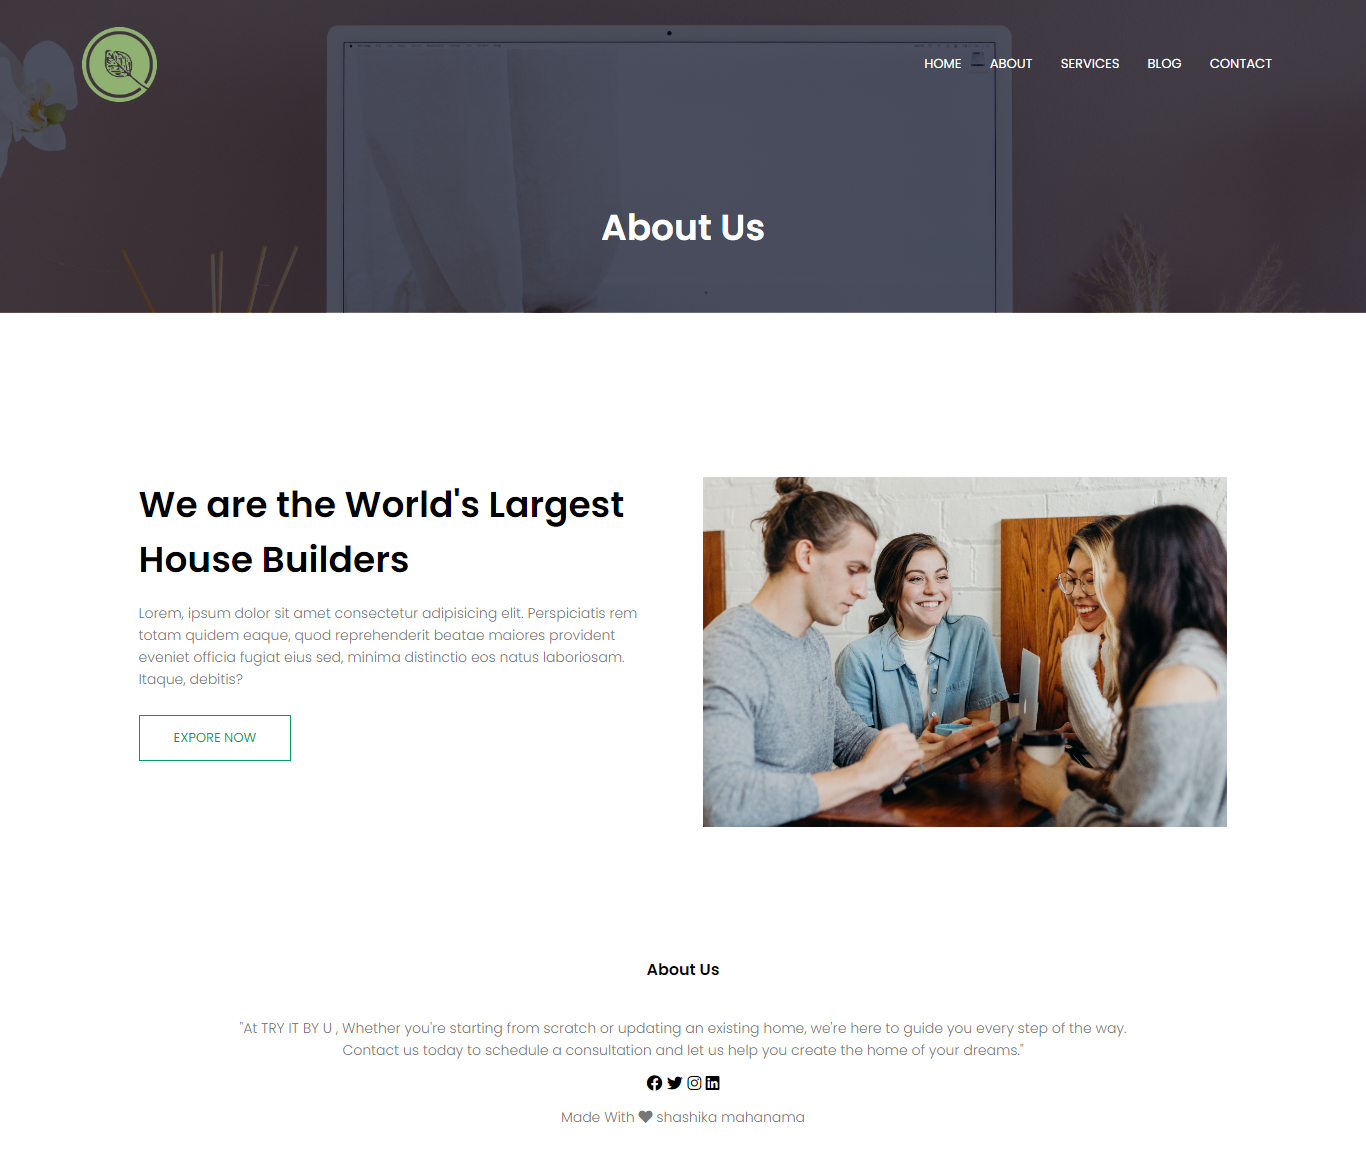 HOME ABOUT SERVICES BLOG CONTACT
About Us
We are the World's Largest
House Builders
Lorem, ipsum dolor sit amet consectetur adipisicing elit. Perspiciatis rem
totam quidem eaque, quod reprehenderit beatae maiores provident
eveniet officia fugiat eius sed, minima distinctio eos natus laboriosam.
Itaque, debitis?
EXPORE NOW
About Us
"At TRY IT BY U , Whether you're starting from scratch or updating an existing home, we're here to guide you every step of the way.
Contact us today to schedule a consultation and let us help you create the home of your dreams."
Made With shashika mahanama